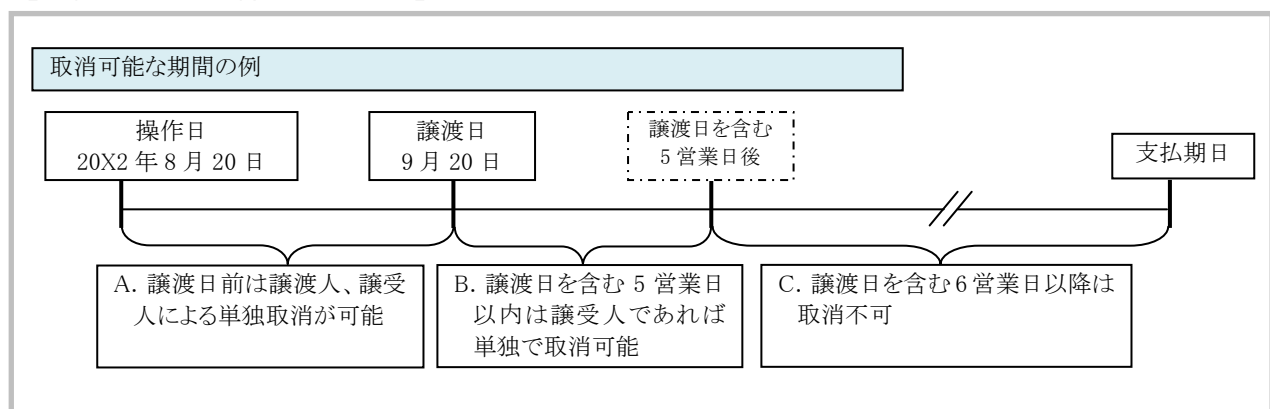 取消可能な期間の例
操作日
20X2 年 8 月 20 日
譲渡日
9 月 20 日
譲渡日を含む
5 営業日後
支払期日
A. 譲渡日前は譲渡人、譲受
人による単独取消が可能
B. 譲渡日を含む 5 営業日
以内は譲受人であれば
単独で取消可能
C. 譲渡日を含む 6 営業日以降は
取消不可